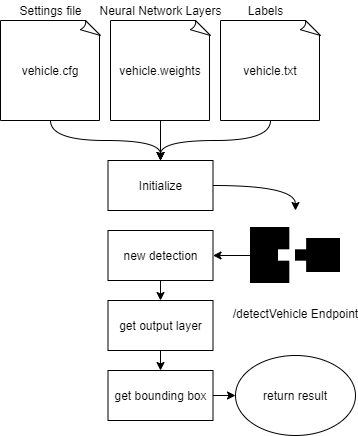 Settings file
Neural Network Layers
Labels
vehicle.cfg
vehicle.weights
vehicle.txt
Initialize
new detection
/detectVehicle Endpoint
get output layer
get bounding box
return result